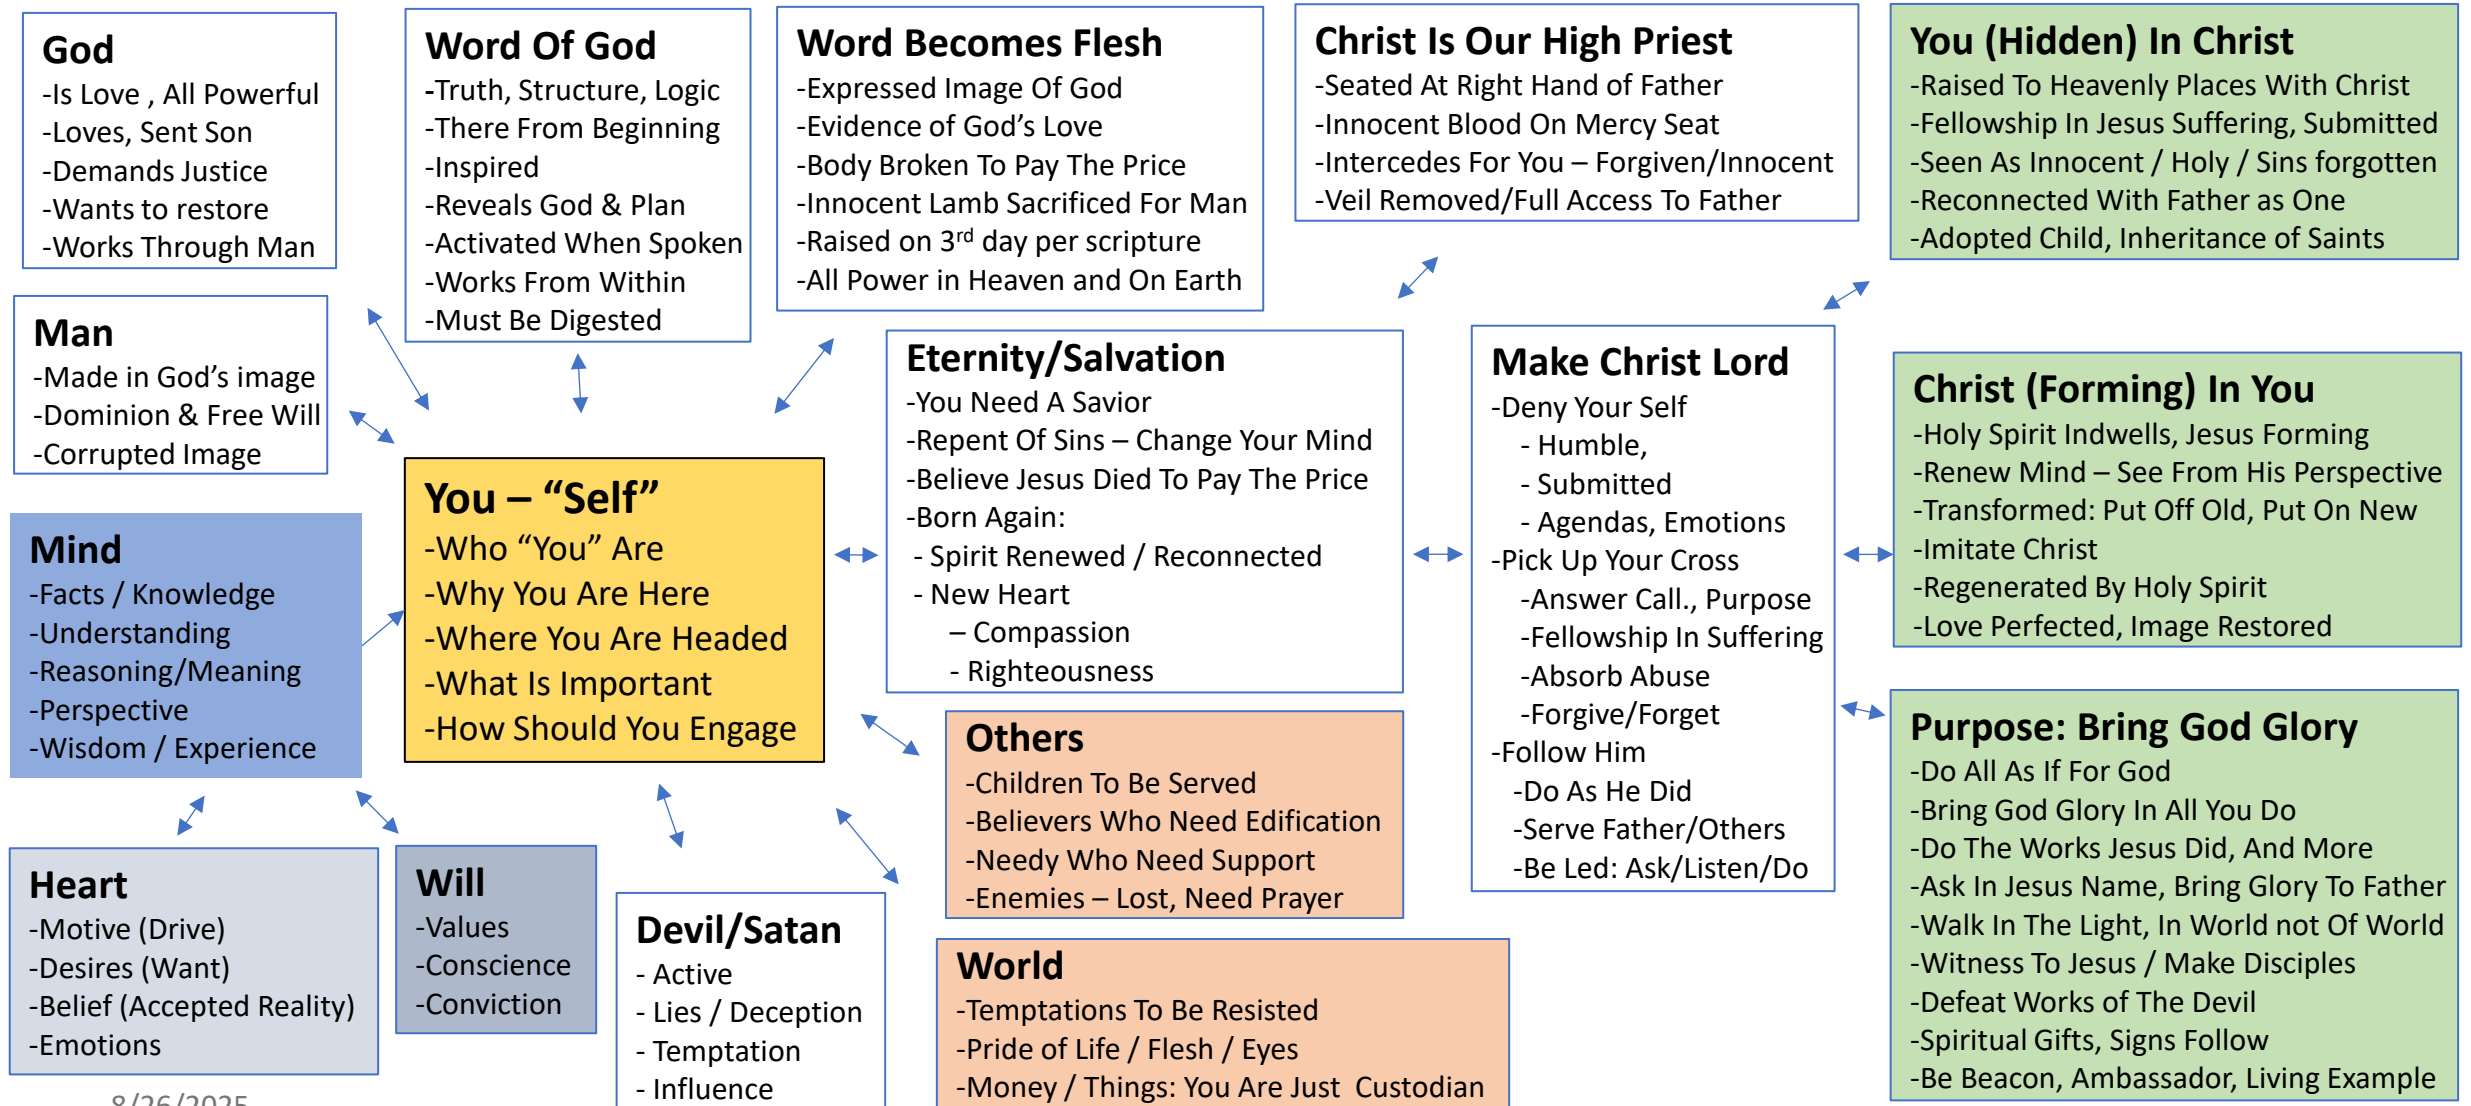 God
-Is Love , All Powerful
-Loves, Sent Son
-Demands Justice
-Wants to restore
-Works Through Man
Word Of God
-Truth, Structure, Logic
-There From Beginning
-Inspired
-Reveals God & Plan
-Activated When Spoken
-Works From Within
-Must Be Digested
Word Becomes Flesh
-Expressed Image Of God
-Evidence of God’s Love
-Body Broken To Pay The Price
-Innocent Lamb Sacrificed For Man
-Raised on 3rd day per scripture
-All Power in Heaven and On Earth
Christ Is Our High Priest
-Seated At Right Hand of Father
-Innocent Blood On Mercy Seat
-Intercedes For You – Forgiven/Innocent
-Veil Removed/Full Access To Father
You (Hidden) In Christ
-Raised To Heavenly Places With Christ
-Fellowship In Jesus Suffering, Submitted
-Seen As Innocent / Holy / Sins forgotten
-Reconnected With Father as One
-Adopted Child, Inheritance of Saints
Man
-Made in God’s image
-Dominion & Free Will
-Corrupted Image
Mind
-Facts / Knowledge
-Understanding
-Reasoning/Meaning
-Perspective
-Wisdom / Experience
You – “Self”
-Who “You” Are
-Why You Are Here
-Where You Are Headed
-What Is Important
-How Should You Engage
Eternity/Salvation
-You Need A Savior
-Repent Of Sins – Change Your Mind
-Believe Jesus Died To Pay The Price
-Born Again:
- Spirit Renewed / Reconnected
- New Heart
– Compassion
- Righteousness
Make Christ Lord
-Deny Your Self
- Humble,
- Submitted
- Agendas, Emotions
-Pick Up Your Cross
-Answer Call., Purpose
-Fellowship In Suffering
-Absorb Abuse
-Forgive/Forget
-Follow Him
-Do As He Did
-Serve Father/Others
-Be Led: Ask/Listen/Do
Christ (Forming) In You
-Holy Spirit Indwells, Jesus Forming
-Renew Mind – See From His Perspective
-Transformed: Put Off Old, Put On New
-Imitate Christ
-Regenerated By Holy Spirit
-Love Perfected, Image Restored
Heart
-Motive (Drive)
-Desires (Want)
-Belief (Accepted Reality)
-Emotions
Will
-Values
-Conscience
-Conviction
Devil/Satan
- Active
- Lies / Deception
- Temptation
- Influence
Others
-Children To Be Served
-Believers Who Need Edification
-Needy Who Need Support
-Enemies – Lost, Need Prayer
World
-Temptations To Be Resisted
-Pride of Life / Flesh / Eyes
-Money / Things: You Are Just Custodian
Purpose: Bring God Glory
-Do All As If For God
-Bring God Glory In All You Do
-Do The Works Jesus Did, And More
-Ask In Jesus Name, Bring Glory To Father
-Walk In The Light, In World not Of World
-Witness To Jesus / Make Disciples
-Defeat Works of The Devil
-Spiritual Gifts, Signs Follow
-Be Beacon, Ambassador, Living Example
8/26/2025